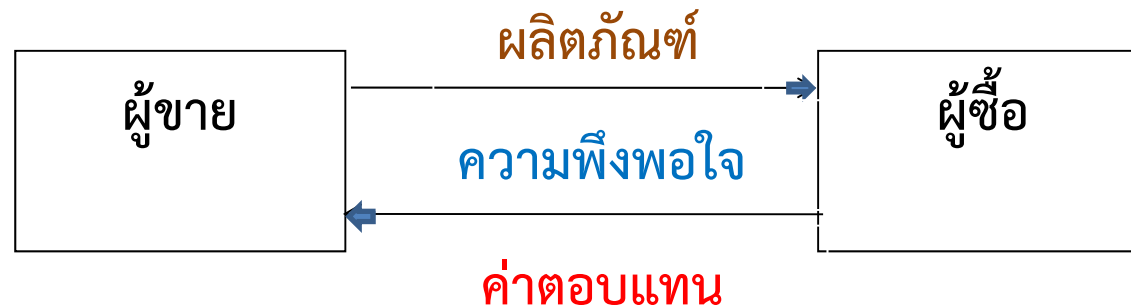 ผลิตภัณฑ์
ผู้ขาย
ผู้ซื้อ
ความพึงพอใจ
ค่าตอบแทน